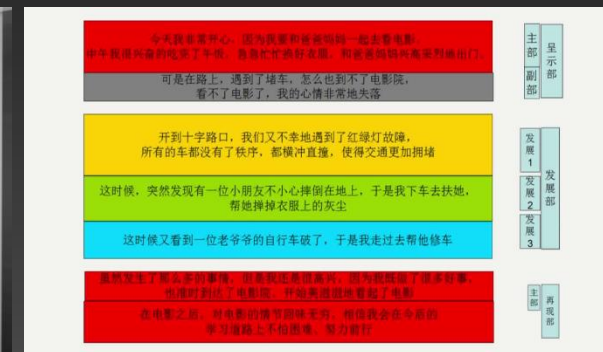 今天我非常开心，因为我要和爸爸妈妈一起去看电影，
中午我很兴奋的吃完了午饭，急急忙忙换好衣服，和爸爸妈妈兴高采烈地出门。
可是在路上，遇到了堵车，怎么也到不了电影院，
看不了电影了，我的心情非常地失落
主部
副部
呈示部
开到十字路口，我们又不幸地遇到了红绿灯故障，
所有的车都没有了秩序，都横冲直撞，使得交通更加拥堵
这时候，突然发现有一位小朋友不小心摔倒在地上，于是我下车去扶她，
帮她掸掉衣服上的灰尘
这时候又看到一位老爷爷的自行车破了，于是我走过去帮他修车
发展1
发展2
发展3
发展部
虽然发生了那么多的事情，但是我还是很高兴，因为我既做了很多好事，
也准时到达了电影院，开始美滋滋地看起了电影
在电影之后，对电影的情节回味无穷，相信我会在今后的
学习道路上不怕困难，努力前行
主部
再现部